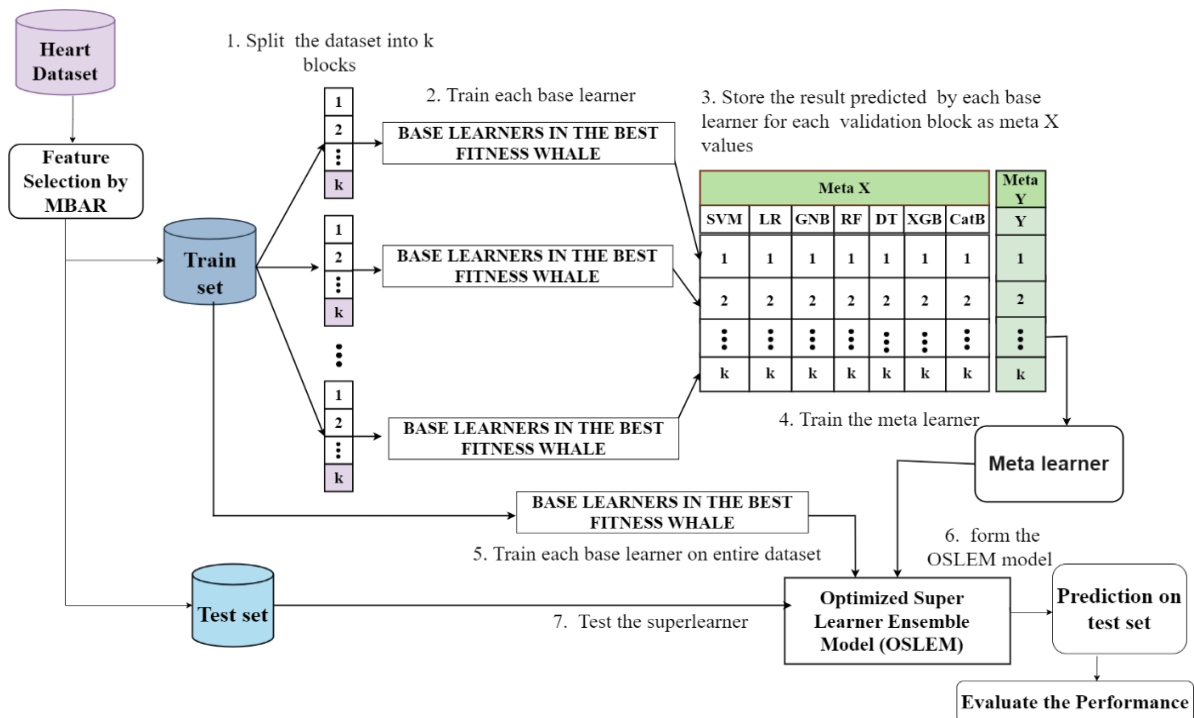 Heart
Dataset
Feature
Selection by
MBAR
Train
set
Test set
1. Split the dataset into k
blocks
1
2
k
1
2
k
1
2
k
2. Train each base learner
BASE LEARNERS IN THE BEST
FITNESS WHALE
BASE LEARNERS IN THE BEST
FITNESS WHALE
BASE LEARNERS IN THE BEST
FITNESS WHALE
3. Store the result predicted by each base
learner for each validation block as meta X
values
Meta X
Meta
Y
SVM LR GNB RF DT XGB CatB Y
1 1 1 1 1 1 1 1
2 2 2 2 2 2 2 2
k k k k k k k k
4. Train the meta learner
Meta learner
BASE LEARNERS IN THE BEST
FITNESS WHALE
5. Train each base learner on entire dataset
6. form the
OSLEM model
Optimized Super
Learner Ensemble
Model (OSLEM)
7. Test the superlearner
Prediction on
test set
Evaluate the Performance